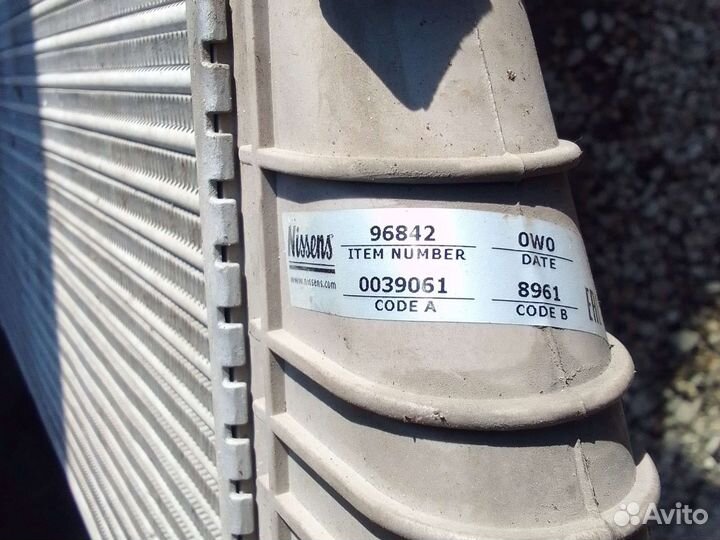 Nissens
www.nissens.com
96842
ITEM NUMBER
0W0
DATE
0039061
CODE A
8961
CODE B
Avito